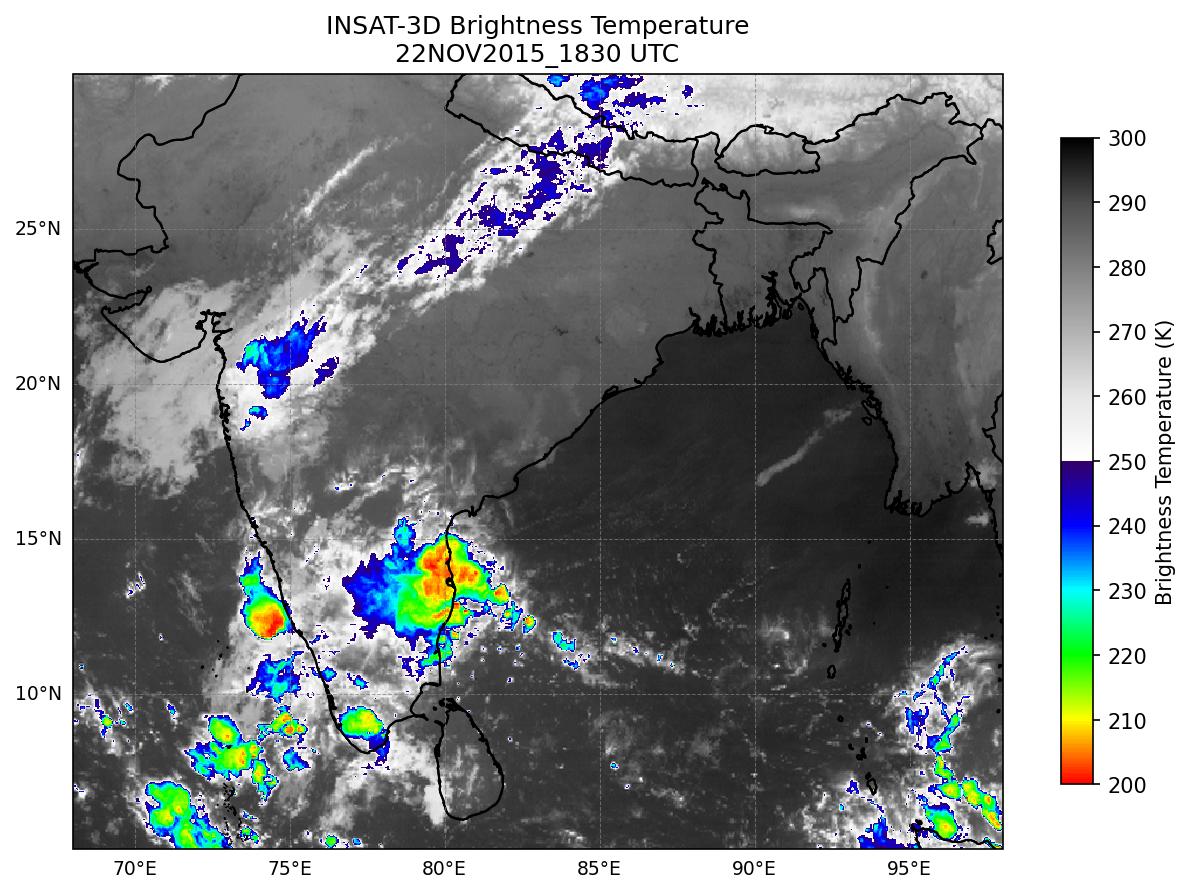 INSAT-3D Brightness Temperature
22NOV2015_1830 UTC
25°N
20°N
15°N
10°N
70°E
75°E
80°E
85°E
90°E
95°E
300
290
280
270
260
250
240
230
220
210
200
Brightness Temperature (K)